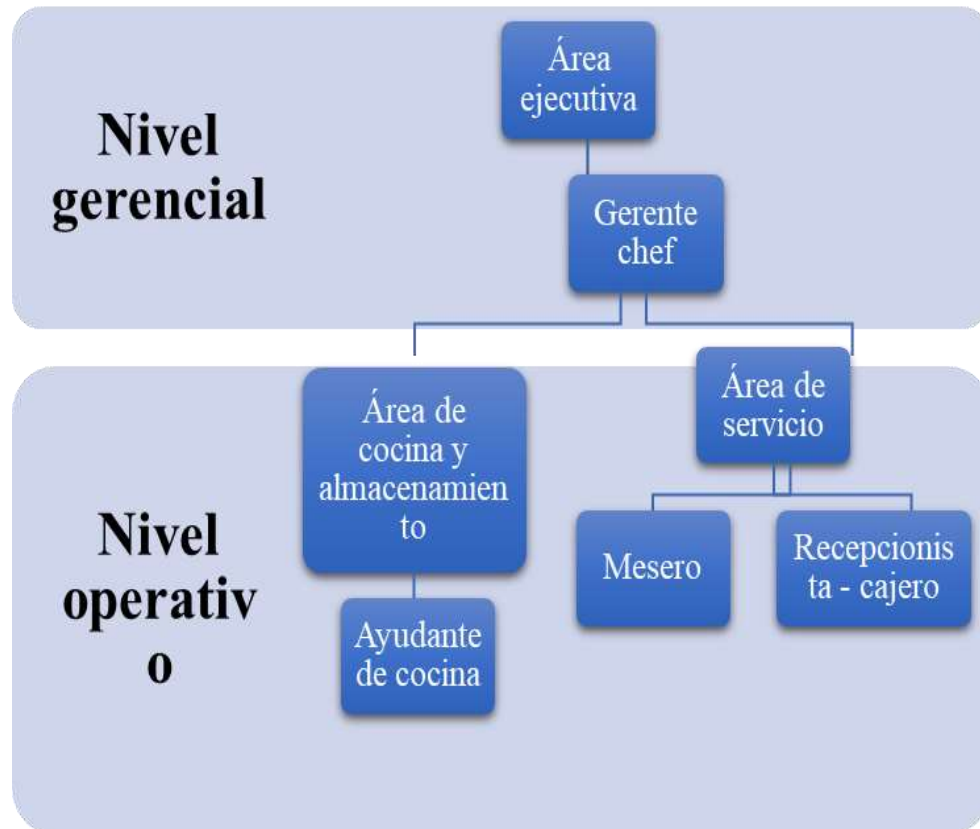 Nivel
gerencial
Área
ejecutiva
Gerente
chef
Nivel
operativ
o
Área de
cocina y
almacenamien
to
Ayudante
de cocina
Área de
servicio
Mesero
Recepcionis
ta - cajero